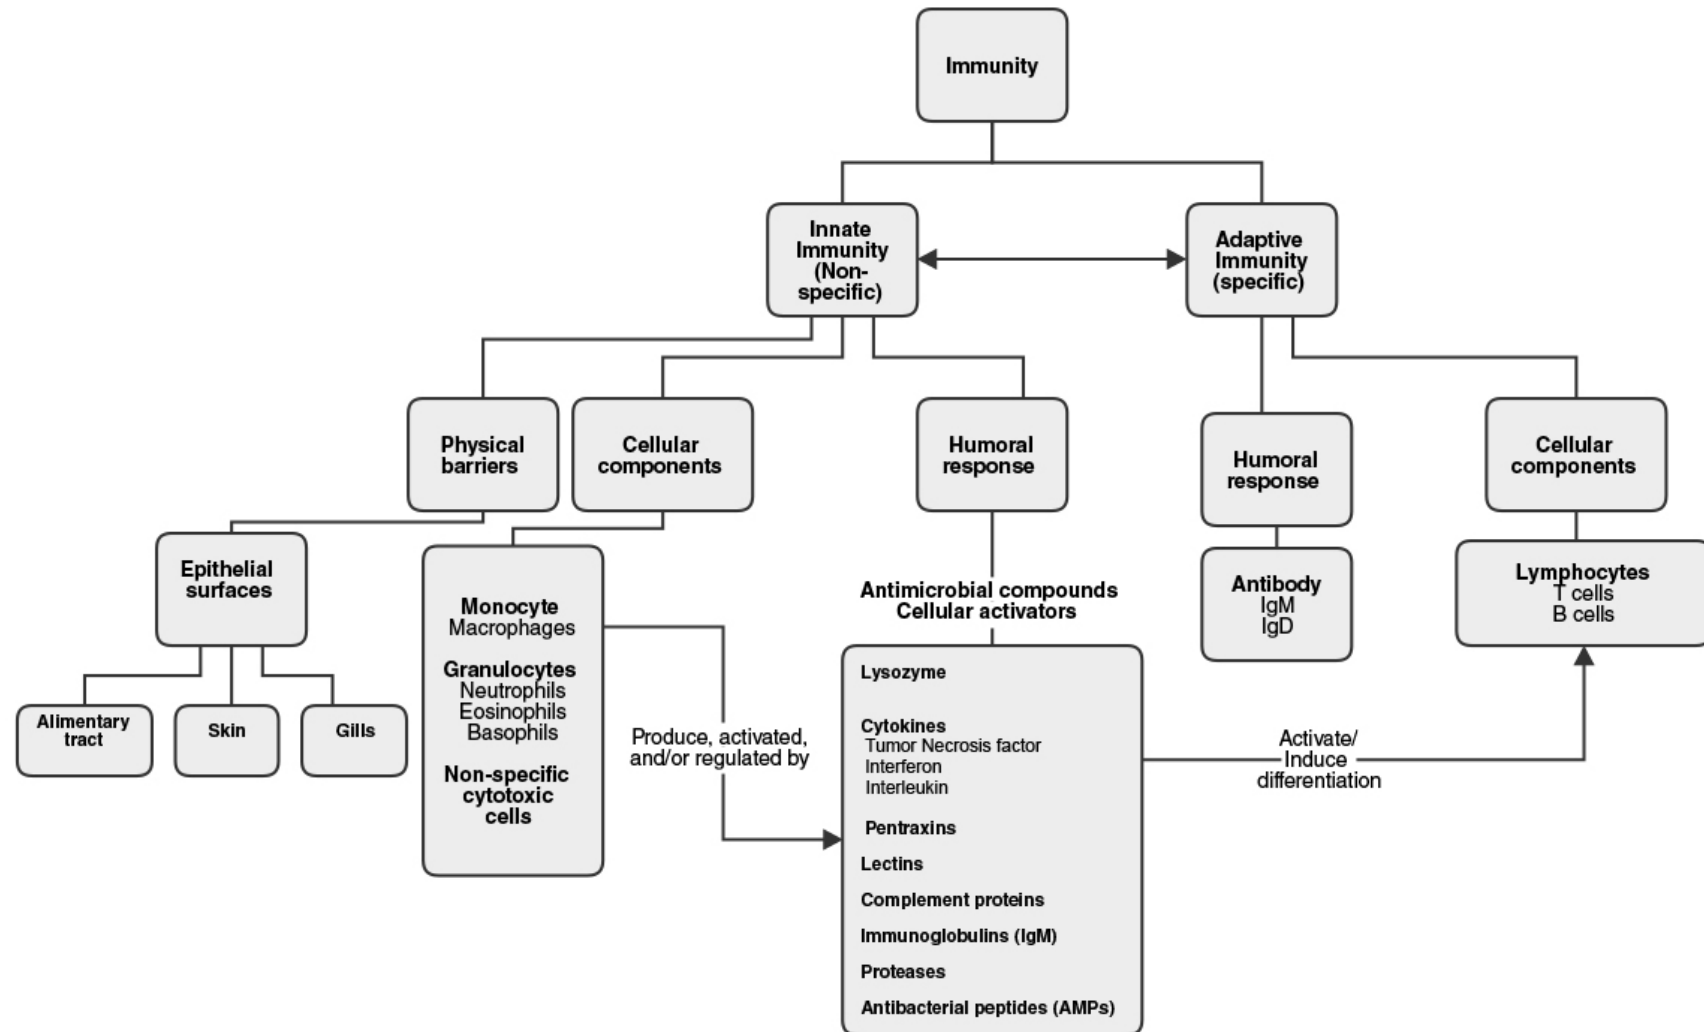 Immunity
Innate
Immunity
(Non-
specific)
Adaptive
Immunity
(specific)
Physical
barriers
Cellular
components
Humoral
response
Humoral
response
Cellular
components
Epithelial
surfaces
Alimentary
tract
Skin
Gills
Monocyte
Macrophages
Granulocytes
Neutrophils
Eosinophils
Basophils
Non-specific
cytotoxic
cells
Produce, activated,
and/or regulated by
Antimicrobial compounds
Cellular activators
Lysozyme
Cytokines
Tumor Necrosis factor
Interferon
Interleukin
Pentraxins
Lectins
Complement proteins
Immunoglobulins (IgM)
Proteases
Antibacterial peptides (AMPs)
Antibody
IgM
IgD
Lymphocytes
T cells
B cells
Activate/
Induce
differentiation